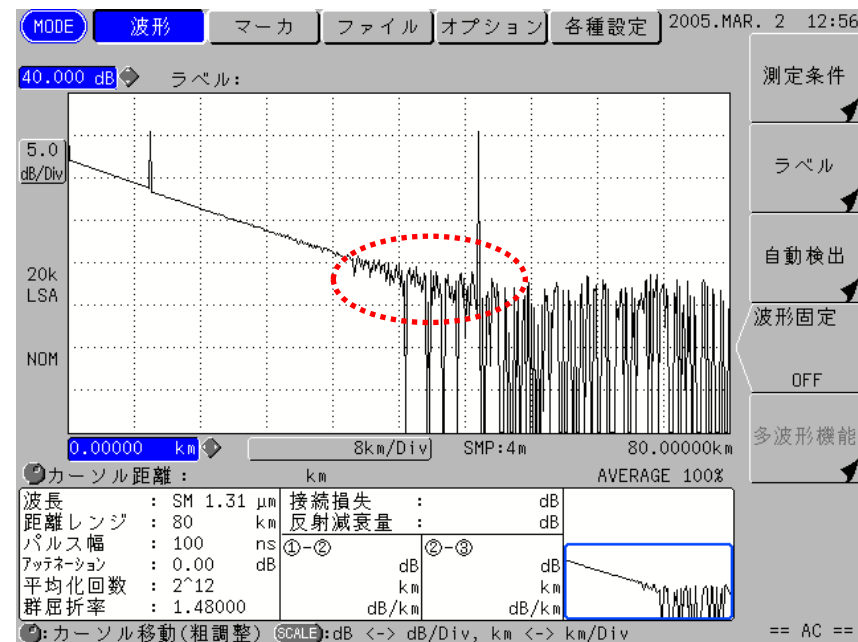 MODE 波形 マーカ ファイル オプション 各種設定 2005.MAR. 2 12:56
40.000 dB ラベル:
測定条件
5.0
dB/Div
ラベル
自動検出
20k
LSA
波形固定
NOM
OFF
多波形機能
0.00000 km 8km/Div SMP:4m 80.00000km
カーソル距離: km AVERAGE 100%
波長 : SM 1.31 μm 接続損失 : dB
距離レンジ : 80 km 反射減衰量 : dB
パルス幅 : 100 ns ①-② ②-③
アッテネーション : 0.00 dB dB dB
平均化回数 : 2^12 km km
群屈折率 : 1.48000 dB/km dB/km
:カーソル移動(粗調整) (SCALE):dB <-> dB/Div, km <-> km/Div == AC ==